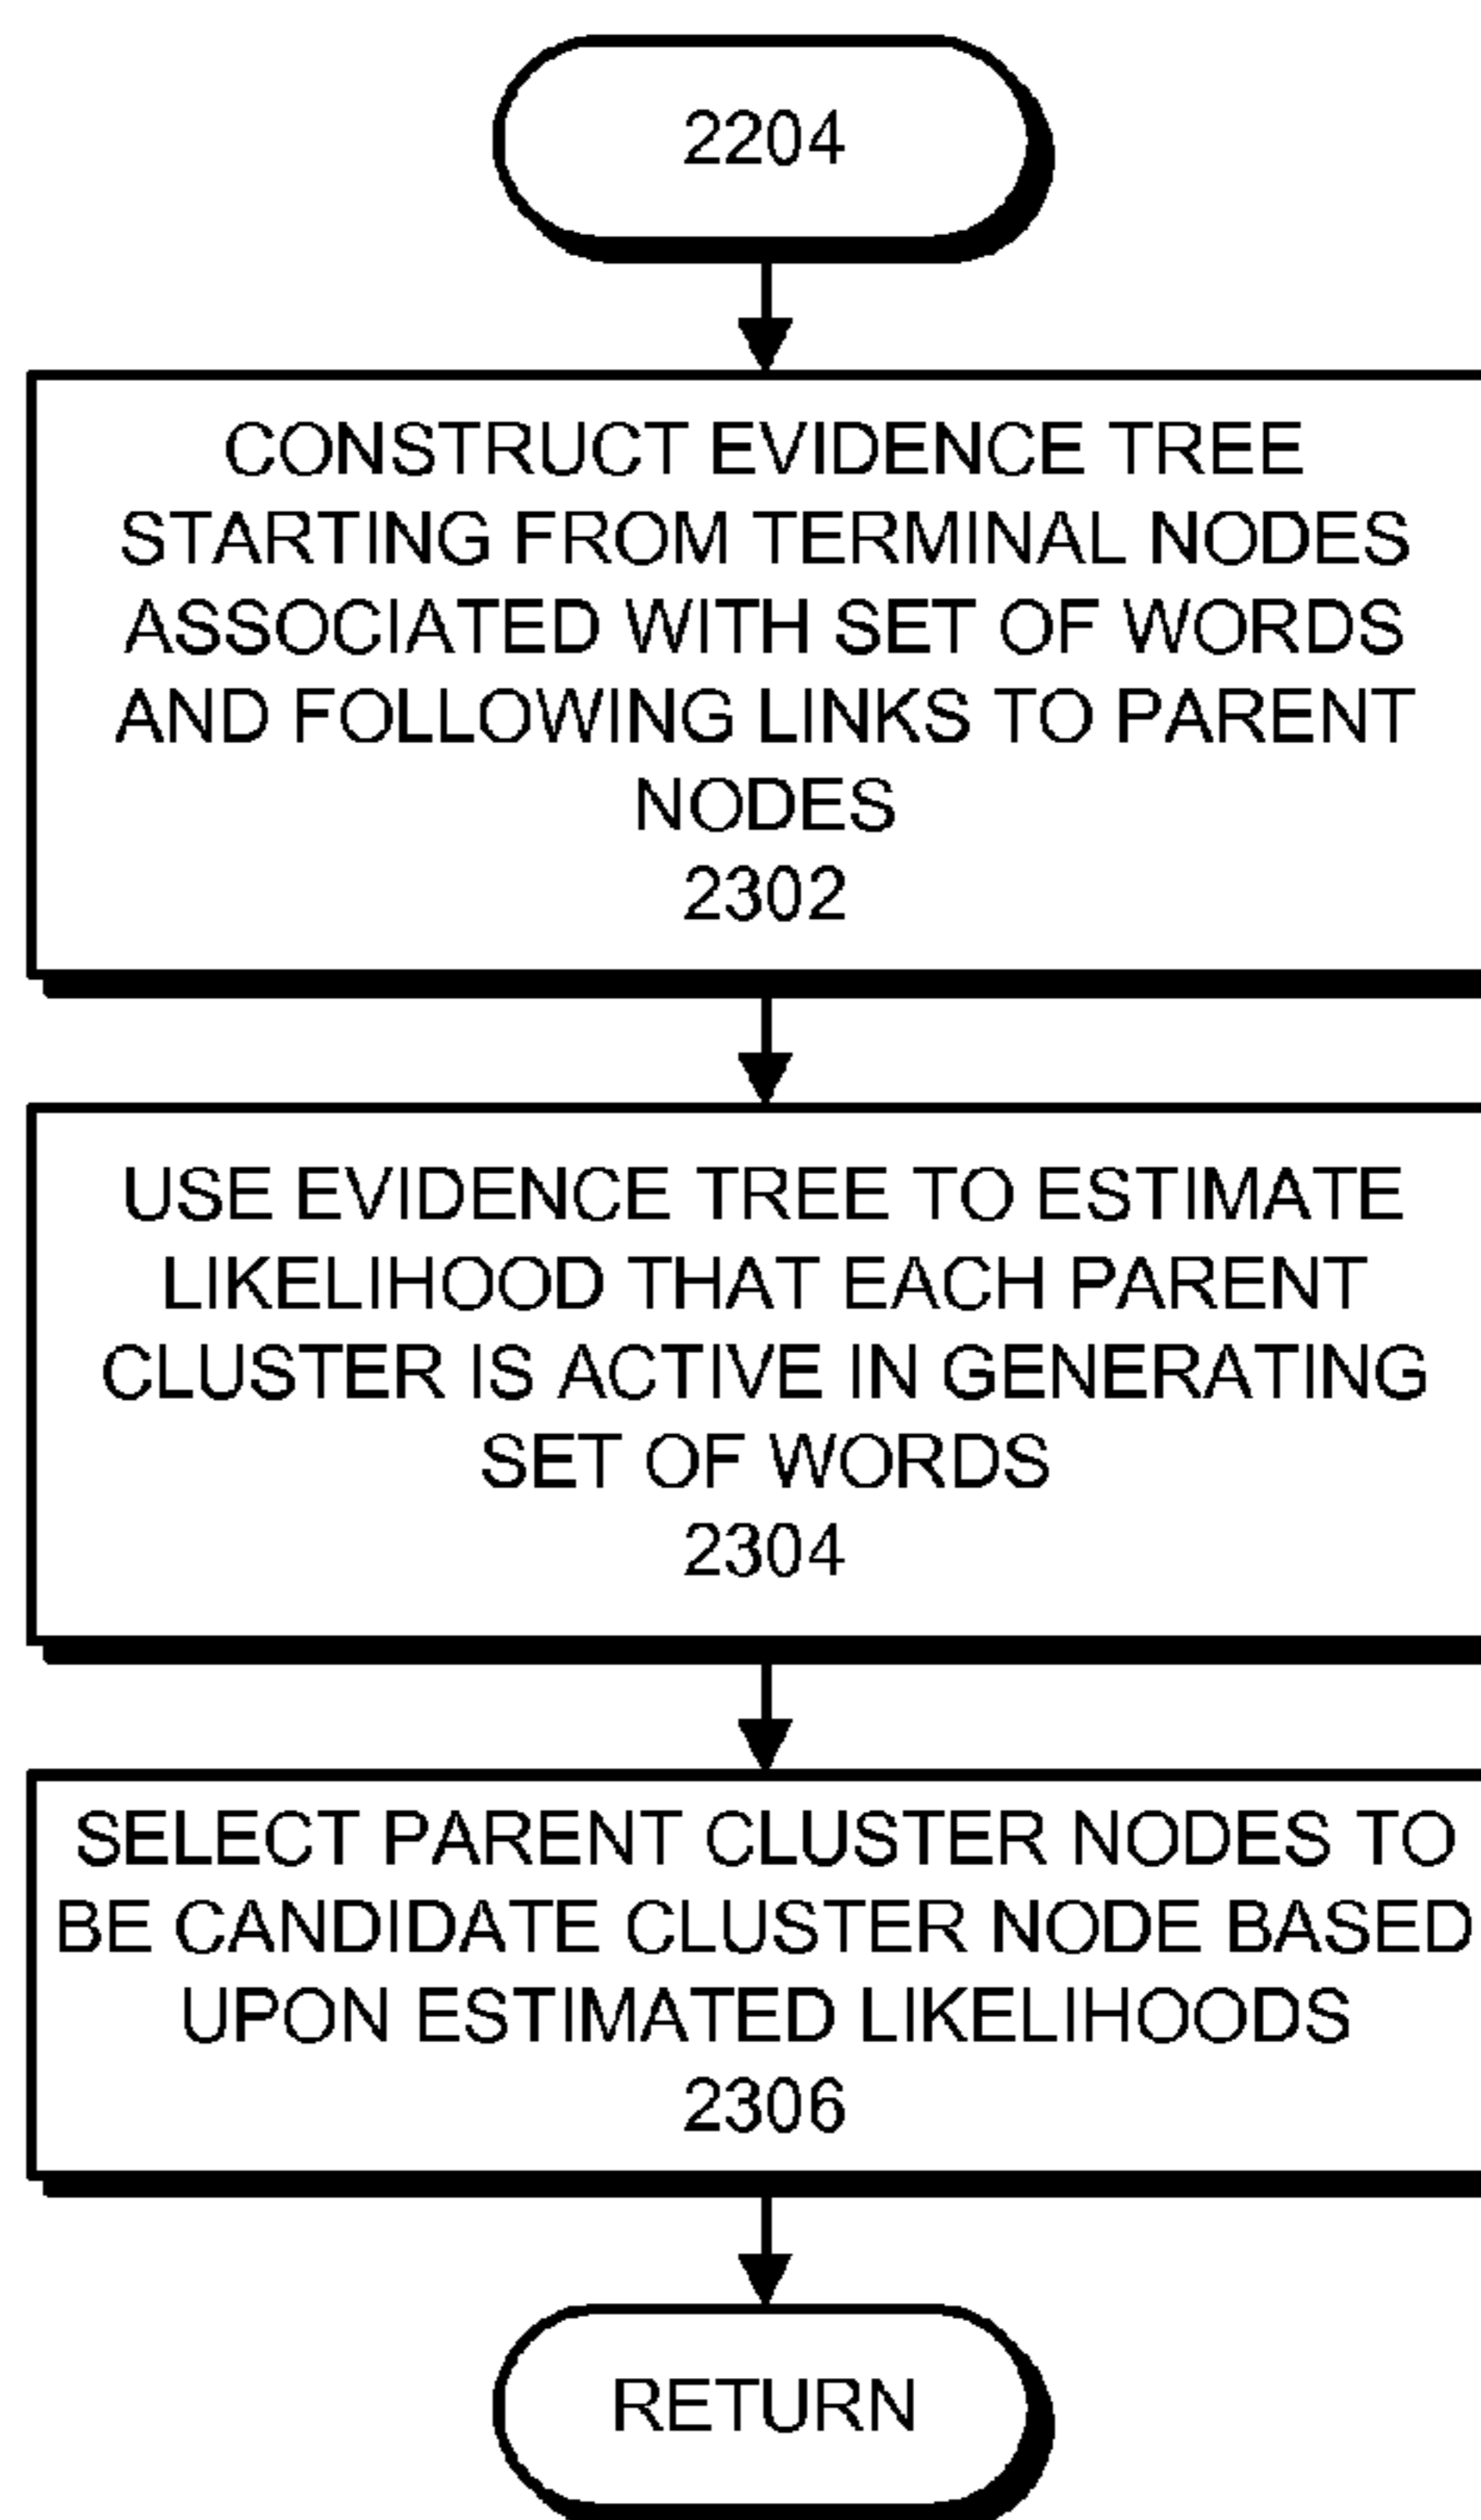 2204
CONSTRUCT EVIDENCE TREE
STARTING FROM TERMINAL NODES
ASSOCIATED WITH SET OF WORDS
AND FOLLOWING LINKS TO PARENT
NODES
2302
USE EVIDENCE TREE TO ESTIMATE
LIKELIHOOD THAT EACH PARENT
CLUSTER IS ACTIVE IN GENERATING
SET OF WORDS
2304
SELECT PARENT CLUSTER NODES TO
BE CANDIDATE CLUSTER NODE BASED
UPON ESTIMATED LIKELIHOODS
2306
RETURN